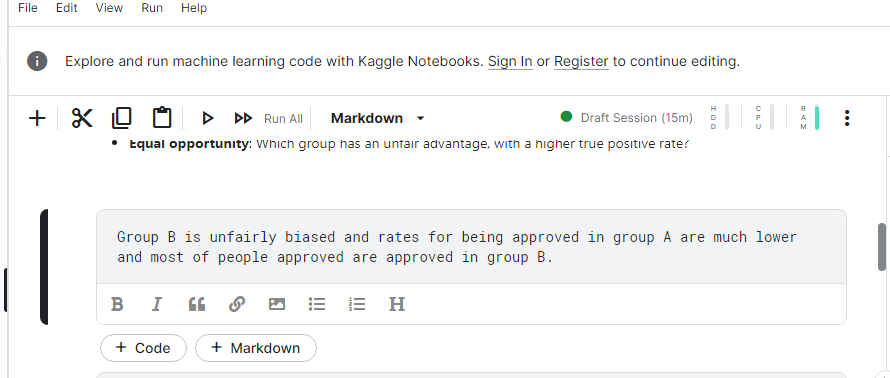 File Edit View Run Help
Explore and run machine learning code with Kaggle Notebooks. Sign In or Register to continue editing.
Run All Markdown Draft Session (15m) HDD CPU RAM
Equal opportunity: Which group has an unfair advantage, with a higher true positive rate?
Group B is unfairly biased and rates for being approved in group A are much lower
and most of people approved are approved in group B.
B I H
+ Code + Markdown